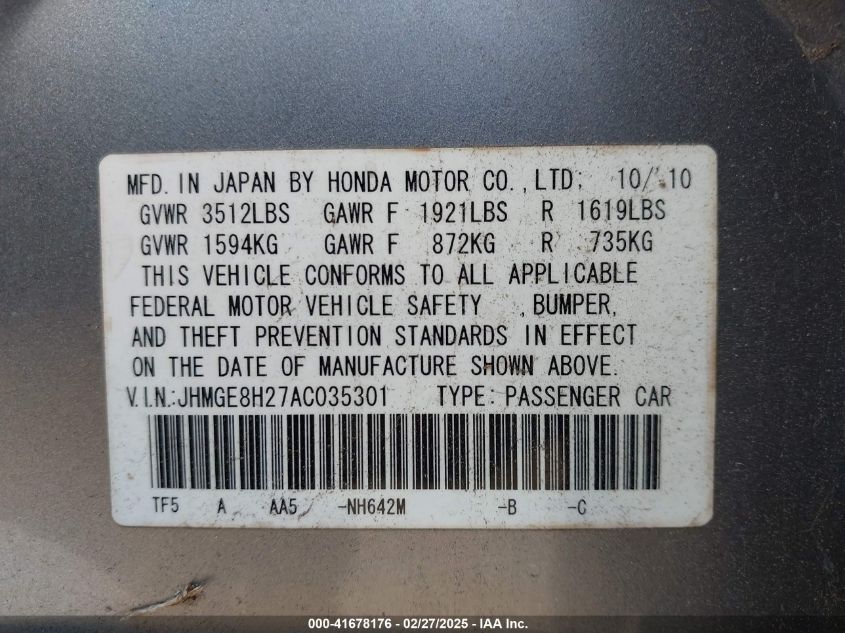 MFD. IN JAPAN BY HONDA MOTOR CO., LTD. 10/10
GVWR 3512LBS GAWR F 1921LBS R 1619LBS
GVWR 1594KG GAWR F 872KG R 735KG
THIS VEHICLE CONFORMS TO ALL APPLICABLE
FEDERAL MOTOR VEHICLE SAFETY , BUMPER,
AND THEFT PREVENTION STANDARDS IN EFFECT
ON THE DATE OF MANUFACTURE SHOWN ABOVE.
V.I.N.:JHMGE8H27AC035301 TYPE: PASSENGER CAR
TF5 A AA5 -NH642M -B -C
000-41678176 - 02/27/2025 - IAA Inc.